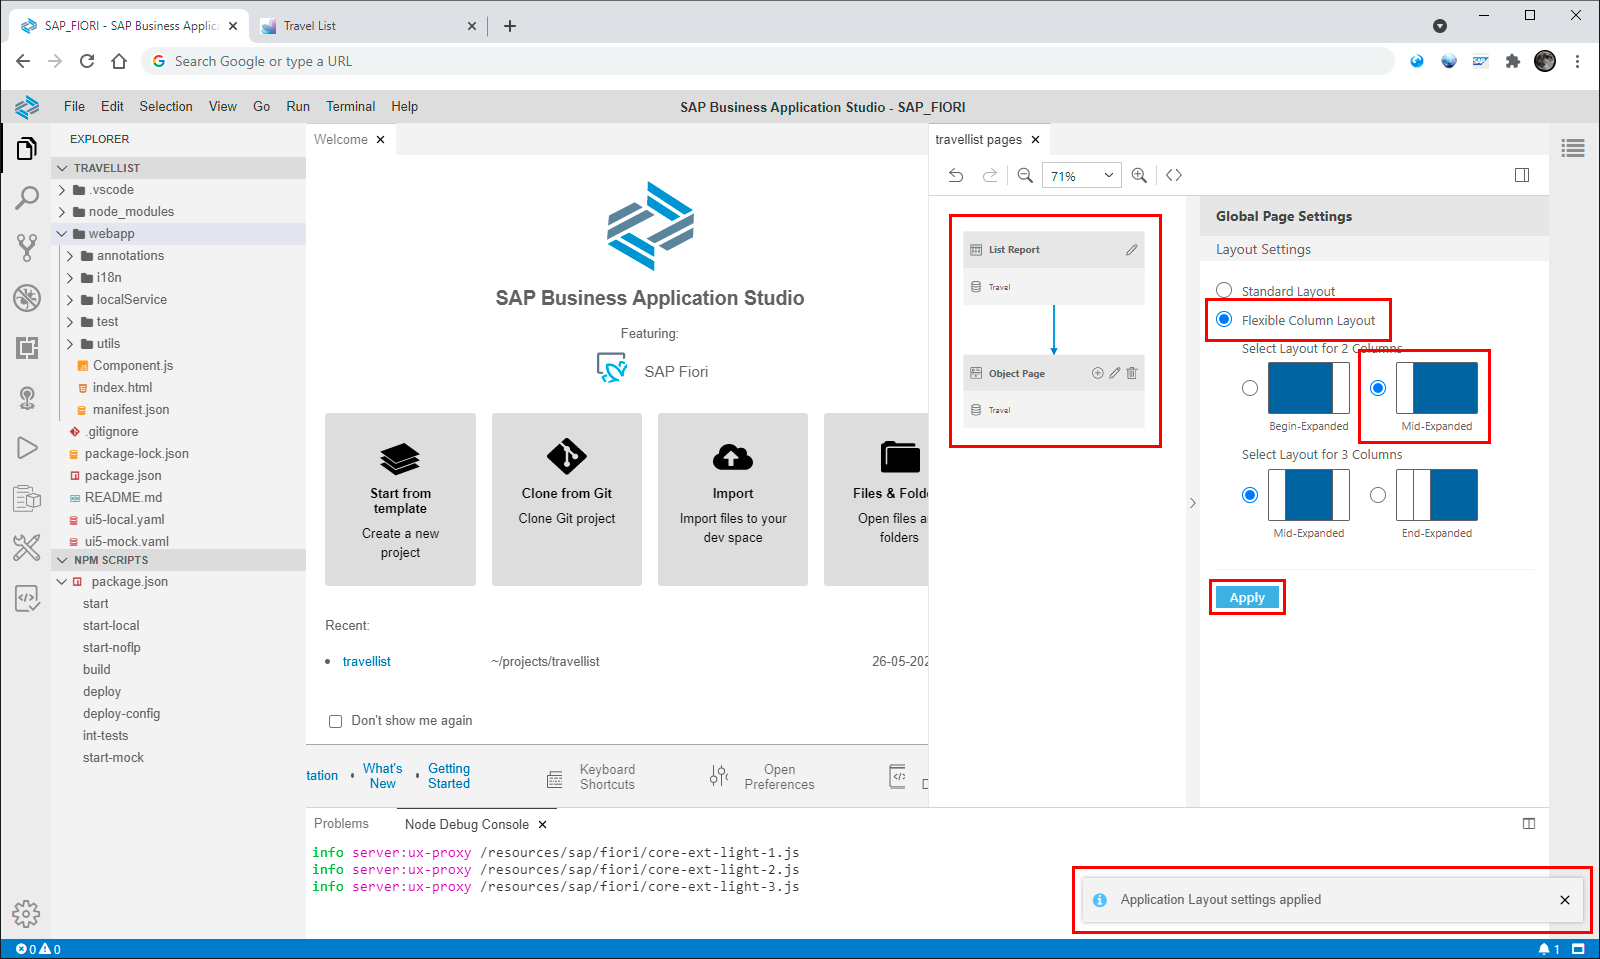 SAP_FIORI - SAP Business Applica
Travel List
Search Google or type a URL
SAP
File Edit Selection View Go Run Terminal Help
SAP Business Application Studio - SAP_FIORI
EXPLORER
TRAVELLIST
.vscode
node_modules
webapp
annotations
i18n
localService
test
utils
Component.js
index.html
manifest.json
.gitignore
package-lock.json
package.json
README.md
ui5-local.yaml
ui5-mock.yaml
NPM SCRIPTS
package.json
start
start-local
start-noflp
build
deploy
deploy-config
int-tests
start-mock
Welcome
SAP Business Application Studio
Featuring:
SAP Fiori
Start from
template
Create a new
project
Clone from Git
Clone Git project
Import
Import files to your
dev space
Files & Fold
Open files a
folders
Recent:
• travellist
~/projects/travellist
26-05-202
Don't show me again
tation
• What's
New
• Getting
Started
Keyboard
Shortcuts
Open
Preferences
D
travellist pages
71%
List Report
Travel
Object Page
Travel
Global Page Settings
Layout Settings
Standard Layout
Flexible Column Layout
Select Layout for 2 Columns
Begin-Expanded
Mid-Expanded
Select Layout for 3 Columns
Mid-Expanded
End-Expanded
Apply
Problems
Node Debug Console
info server:ux-proxy /resources/sap/fiori/core-ext-light-1.js
info server:ux-proxy /resources/sap/fiori/core-ext-light-2.js
info server:ux-proxy /resources/sap/fiori/core-ext-light-3.js
Application Layout settings applied
0 0
1